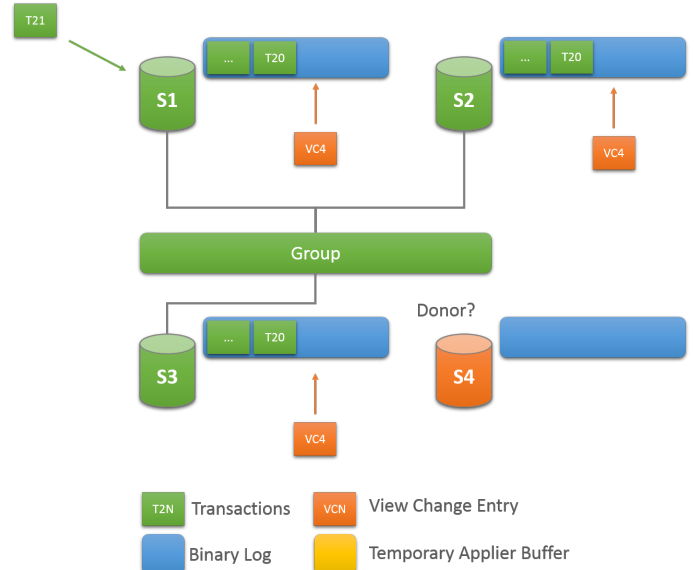 T21
... T20
... T20
S1
S2
VC4
VC4
Group
Donor?
... T20
S3
S4
VC4
T2N Transactions
VCN View Change Entry
Binary Log
Temporary Applier Buffer